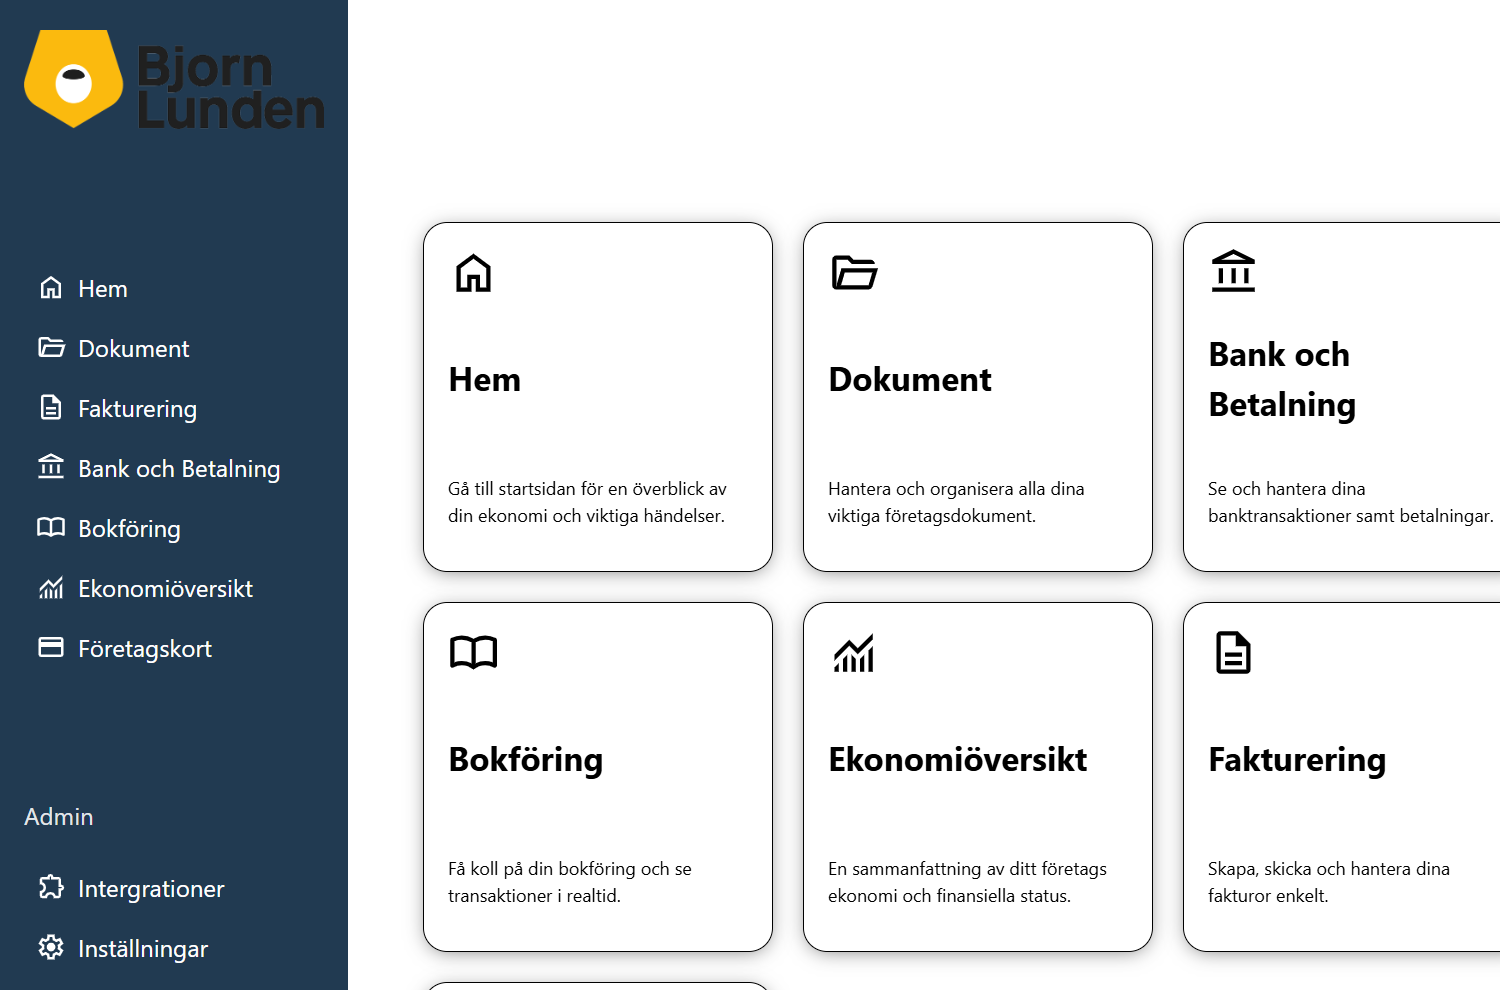 Bjorn
Lunden
Hem
Dokument
Fakturering
Bank och Betalning
Bokföring
Ekonomiöversikt
Företagskort
Admin
Intergrationer
Inställningar
Hem
Gå till startsidan för en överblick av
din ekonomi och viktiga händelser.
Dokument
Hantera och organisera alla dina
viktiga företagsdokument.
Bank och
Betalning
Se och hantera dina
banktransaktioner samt betalningar.
Bokföring
Få koll på din bokföring och se
transaktioner i realtid.
Ekonomiöversikt
En sammanfattning av ditt företags
ekonomi och finansiella status.
Fakturering
Skapa, skicka och hantera dina
fakturor enkelt.